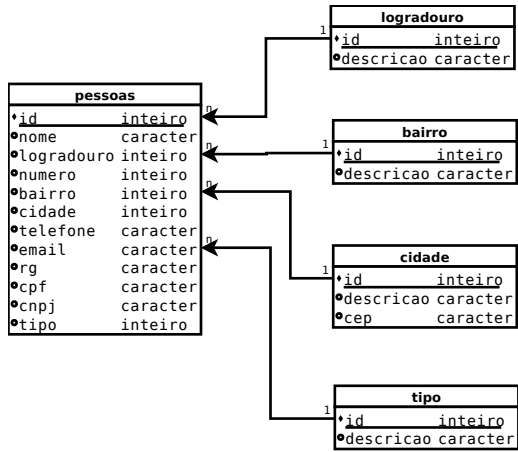 pessoas
id inteiro
nome caracter
logradouro inteiro
numero inteiro
bairro inteiro
cidade inteiro
telefone caracter
email caracter
rg caracter
cpf caracter
cnpj caracter
tipo inteiro
n
n
n
n
1
logradouro
id inteiro
descricao caracter
1
bairro
id inteiro
descricao caracter
1
cidade
id inteiro
descricao caracter
cep caracter
1
tipo
id inteiro
descricao caracter